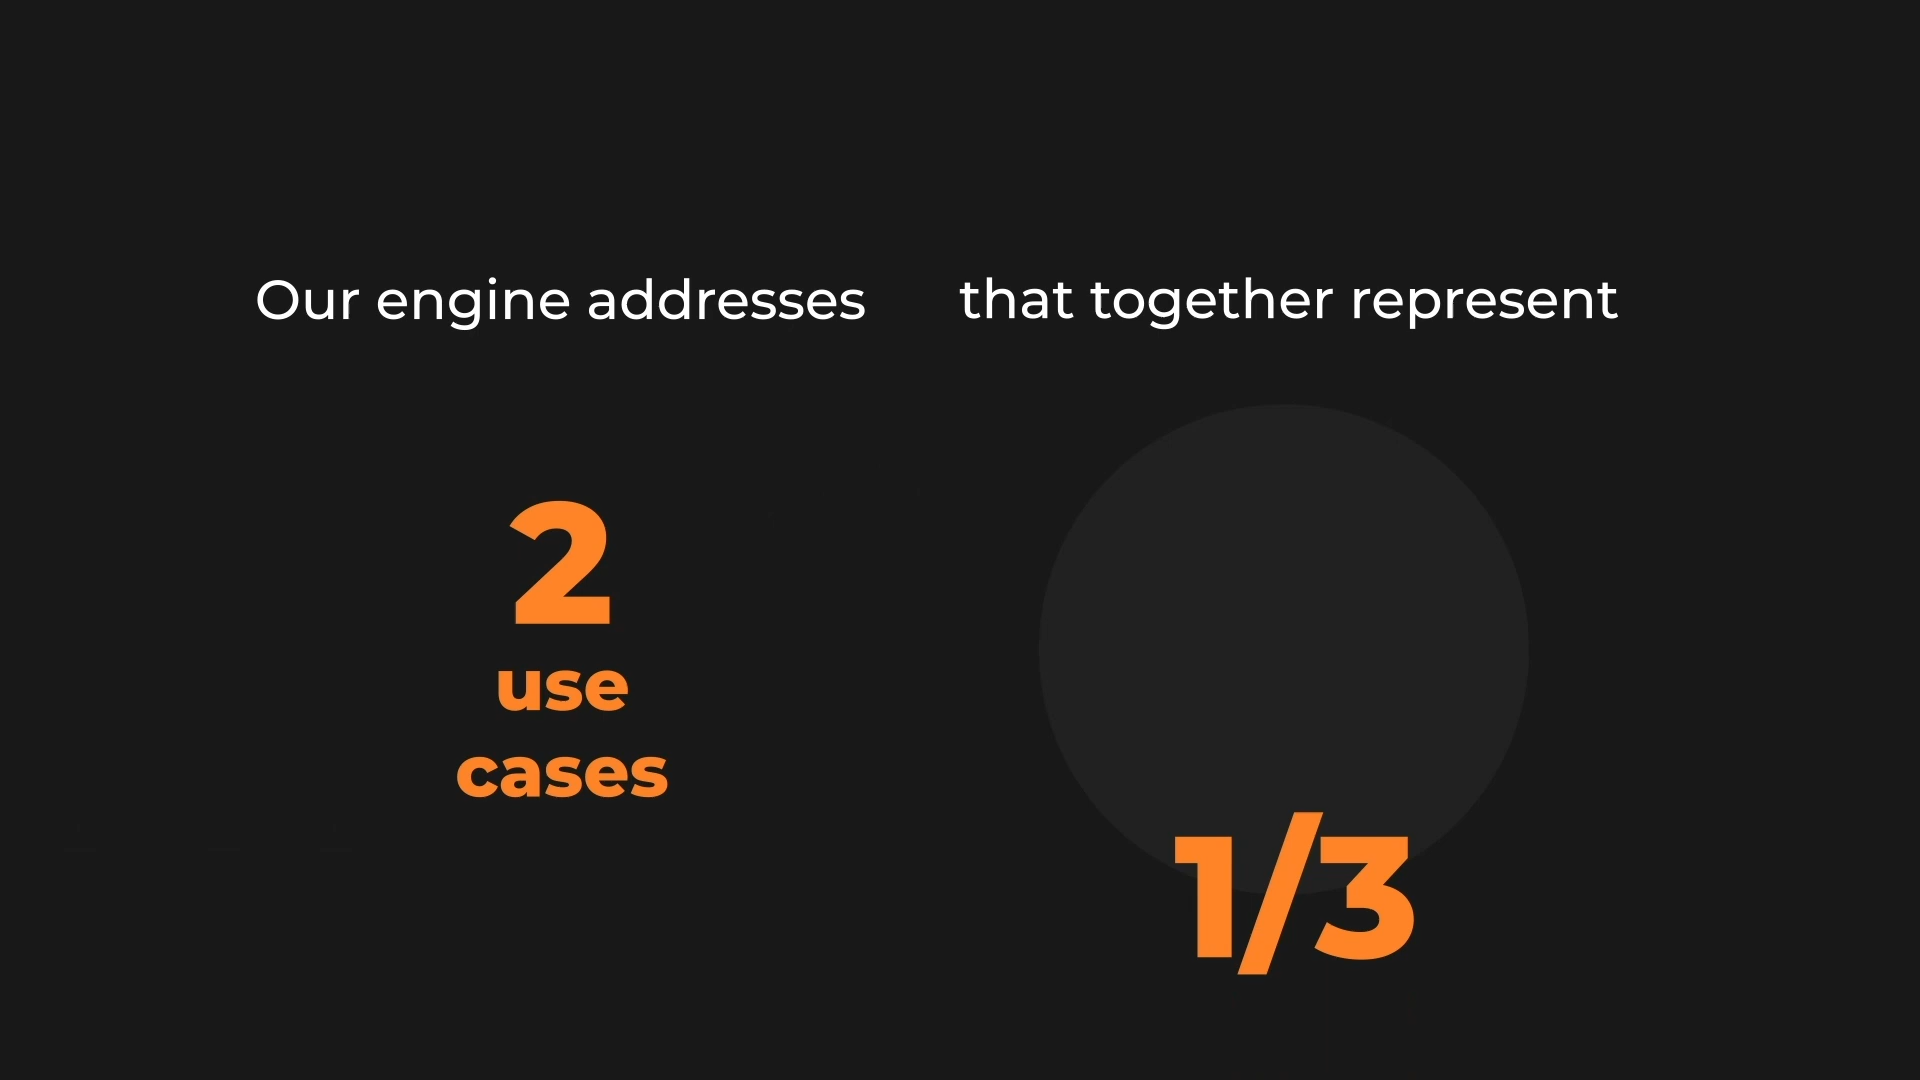 Our engine addresses
2
use
cases
that together represent
1/3